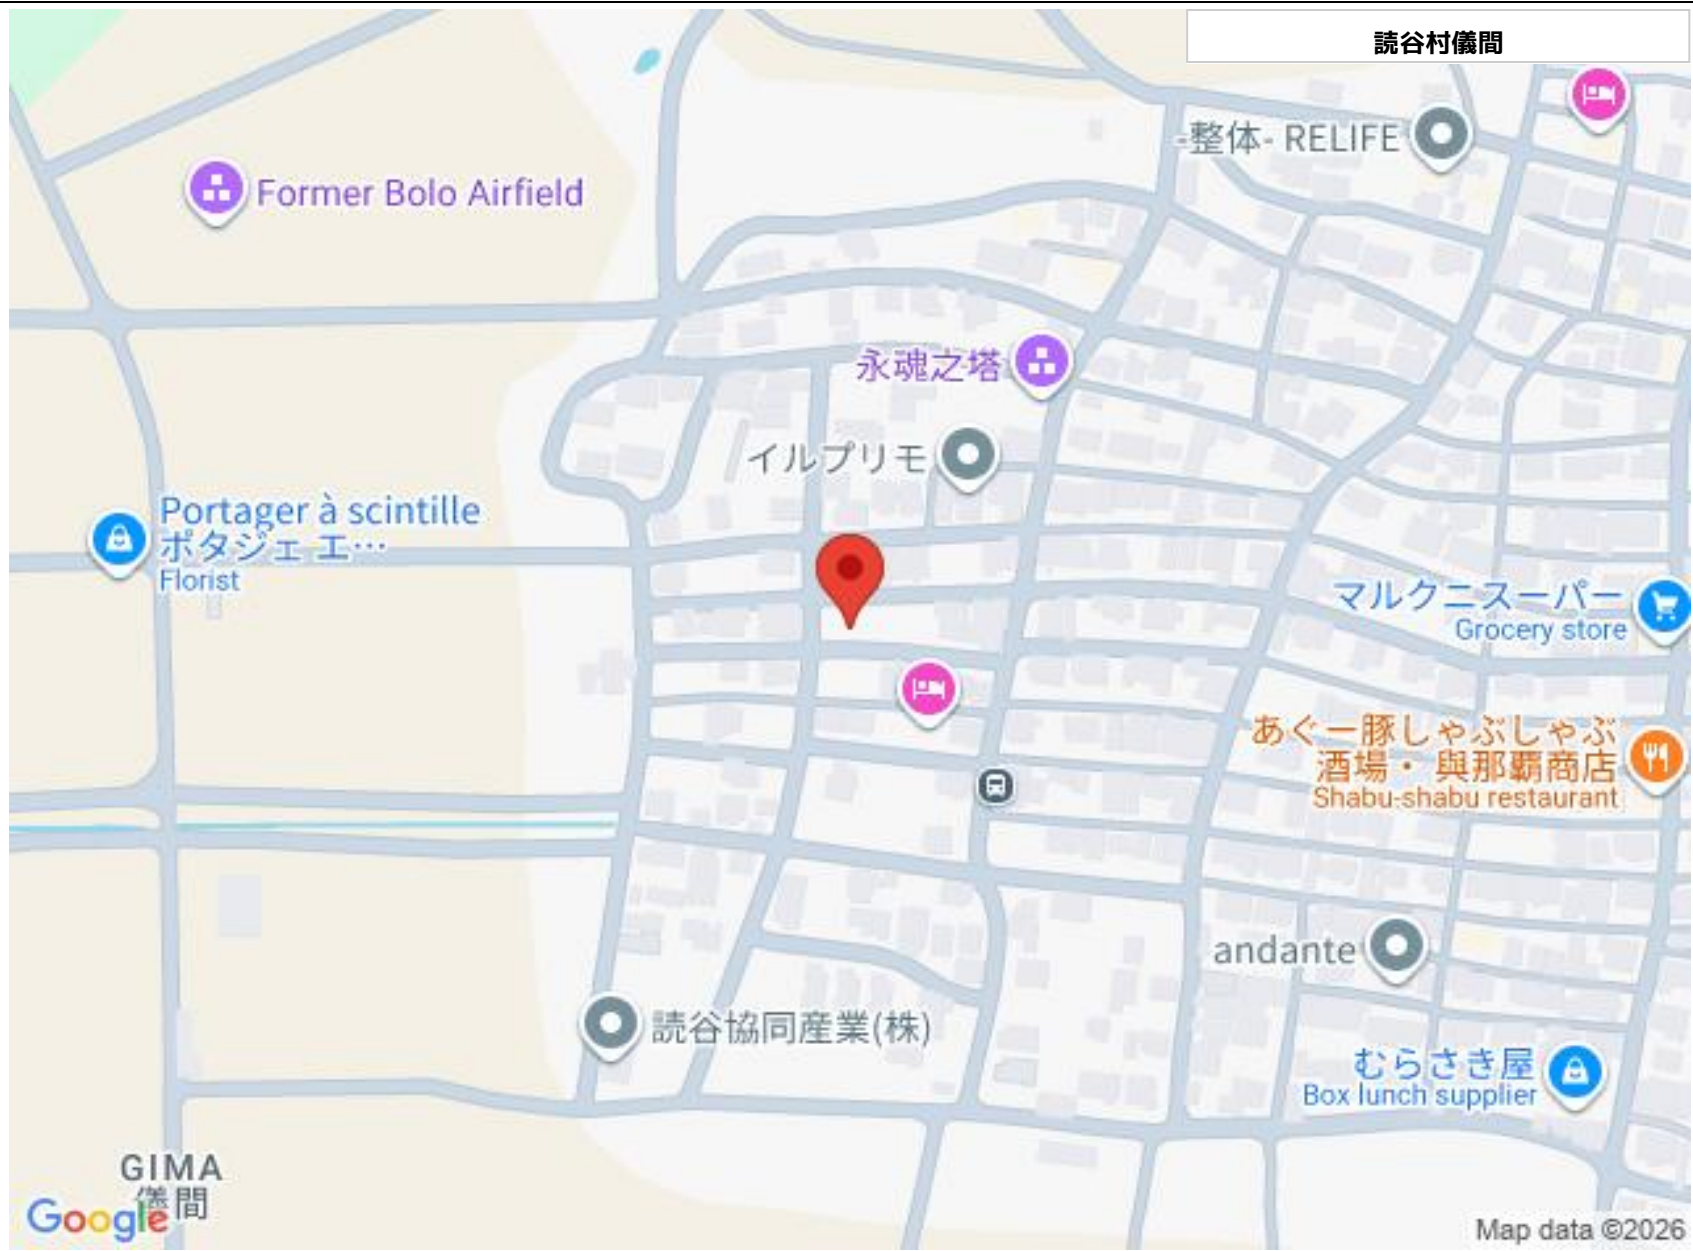 読谷村儀間
-整体- RELIFE
Former Bolo Airfield
永魂之塔
イルプリモ
Portager à scintille
ポタジェ エ…
Florist
マルクニスーパー
Grocery store
あぐー豚しゃぶしゃぶ
酒場・ 與那覇商店
Shabu-shabu restaurant
andante
読谷協同産業(株)
むらさき屋
Box lunch supplier
GIMA
儀間
Google
Map data ©2026